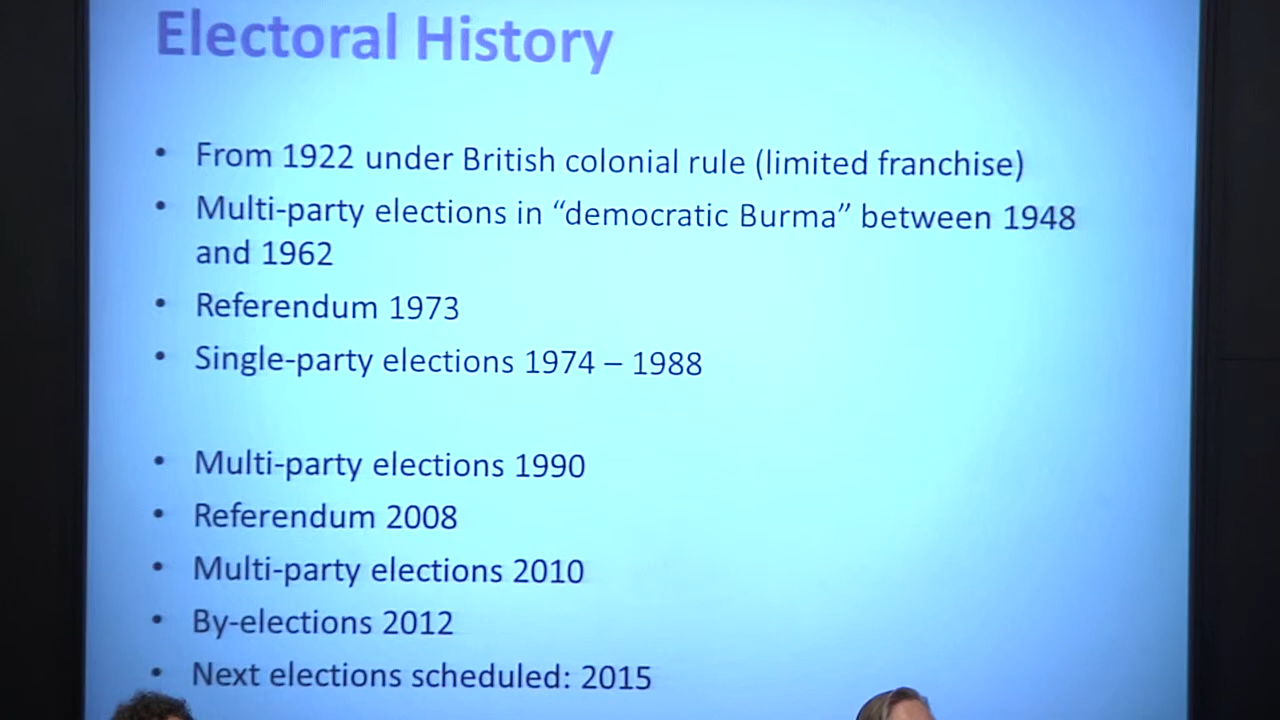 Electoral History
• From 1922 under British colonial rule (limited franchise)
• Multi-party elections in “democratic Burma” between 1948
and 1962
• Referendum 1973
• Single-party elections 1974 – 1988
• Multi-party elections 1990
• Referendum 2008
• Multi-party elections 2010
• By-elections 2012
• Next elections scheduled: 2015